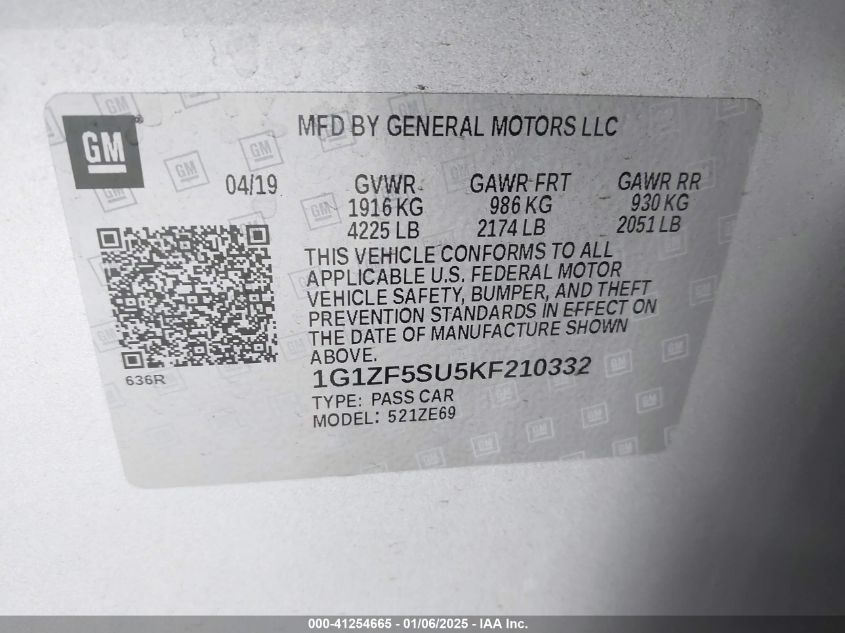 GM
MFD BY GENERAL MOTORS LLC
04/19
GVWR GAWR FRT GAWR RR
1916 KG 986 KG 930 KG
4225 LB 2174 LB 2051 LB
THIS VEHICLE CONFORMS TO ALL
APPLICABLE U.S. FEDERAL MOTOR
VEHICLE SAFETY, BUMPER, AND THEFT
PREVENTION STANDARDS IN EFFECT ON
THE DATE OF MANUFACTURE SHOWN
ABOVE.
636R
1G1ZF5SU5KF210332
TYPE: PASS CAR
MODEL: 521ZE69
000-41254665 - 01/06/2025 - IAA Inc.